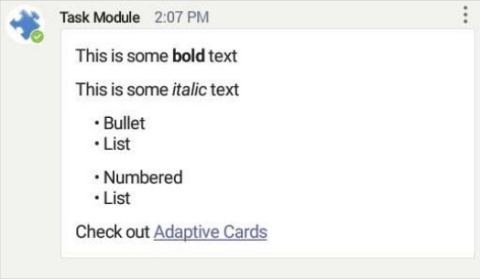 Task Module 2:07 PM
This is some bold text
This is some italic text
• Bullet
• List
• Numbered
• List
Check out Adaptive Cards